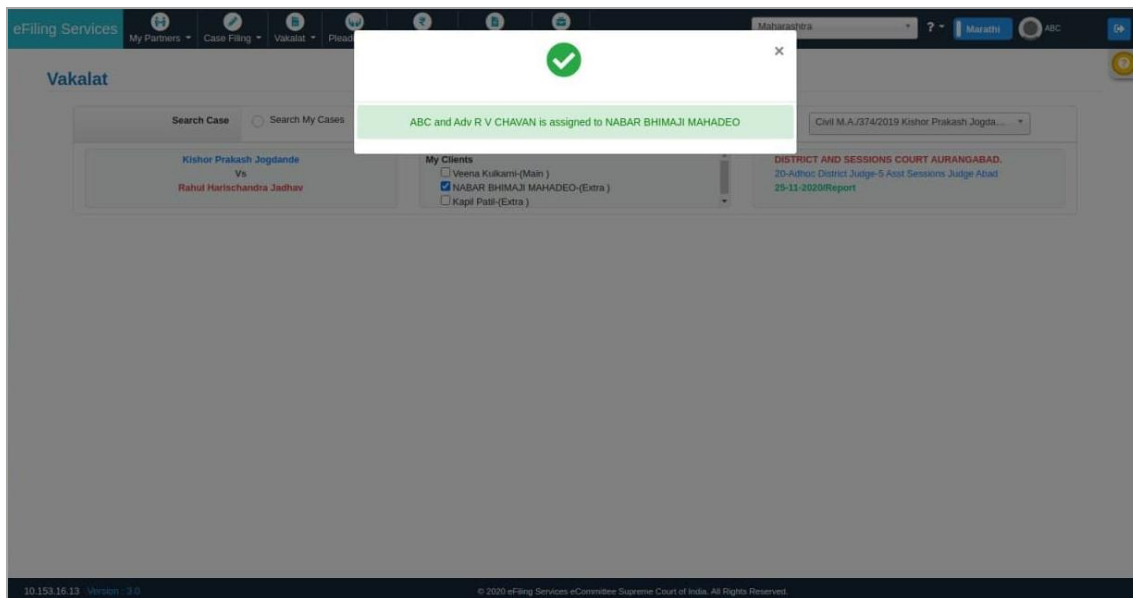 eFiling Services
My Partners
Case Filing
Vakalat
Plead
Maharashtra
?
Marathi
ABC
×
Vakalat
Search Case
Search My Cases
ABC and Adv R V CHAVAN is assigned to NABAR BHIMAJI MAHADEO
Civil M.A./374/2019 Kishor Prakash Jogda...
Kishor Prakash Jogdande
Vs
Rahul Harischandra Jadhav
My Clients
Veena Kulkarni-(Main )
NABAR BHIMAJI MAHADEO-(Extra )
Kapil Patil-(Extra )
DISTRICT AND SESSIONS COURT AURANGABAD.
20-Adhoc District Judge-5 Asst Sessions Judge Abad
25-11-2020/Report
10.153.16.13 Version : 3.0
© 2020 eFiling Services eCommittee Supreme Court of India. All Rights Reserved.